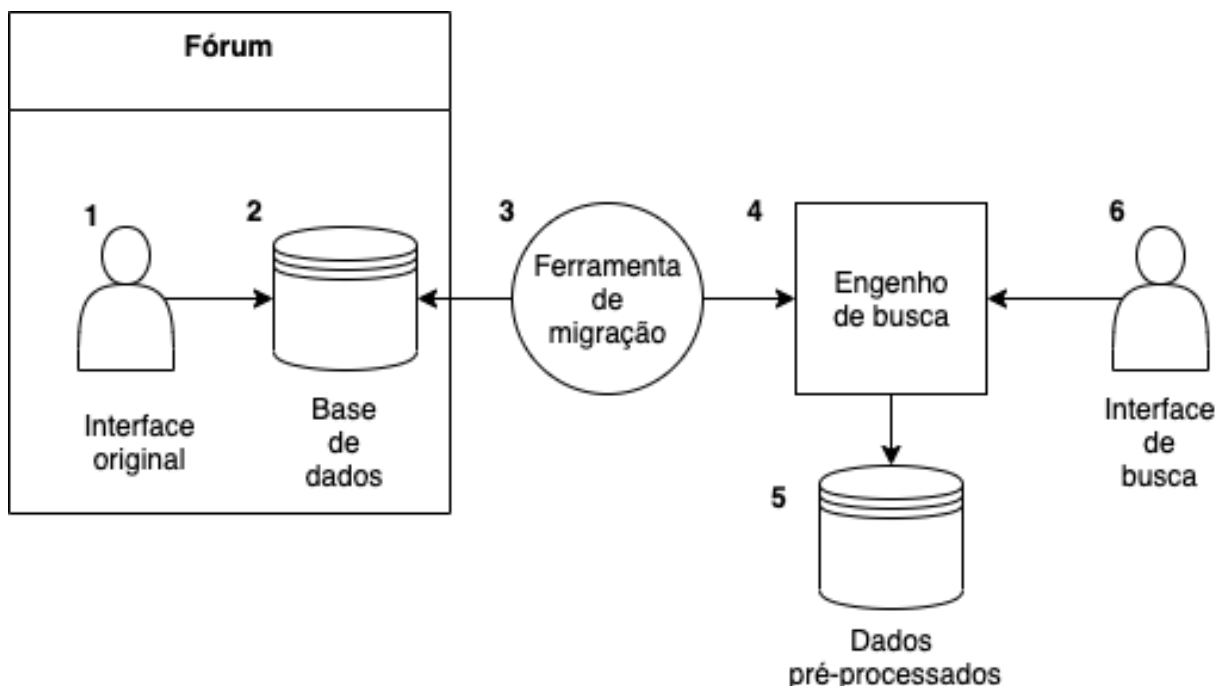 Fórum
1
2
3
4
6
Ferramenta
de
migração
Engenho
de busca
Interface
original
Base
de
dados
Interface
de
busca
5
Dados
pré-processados